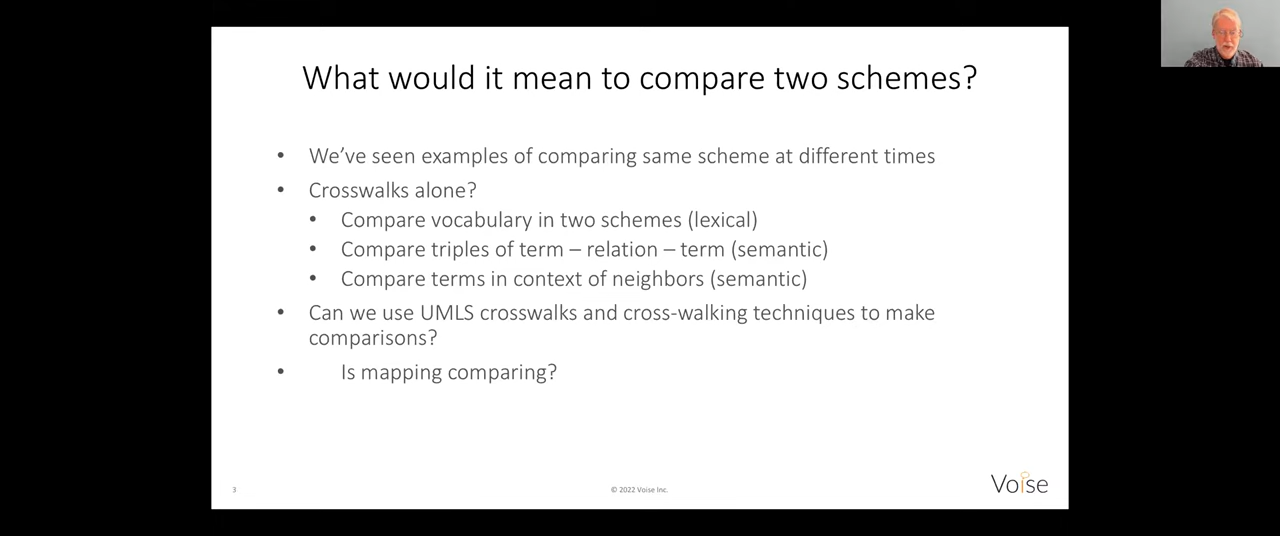 What would it mean to compare two schemes?
• We’ve seen examples of comparing same scheme at different times
• Crosswalks alone?
• Compare vocabulary in two schemes (lexical)
• Compare triples of term – relation – term (semantic)
• Compare terms in context of neighbors (semantic)
• Can we use UMLS crosswalks and cross-walking techniques to make
comparisons?
• Is mapping comparing?
3
© 2022 Voise Inc.
Voise